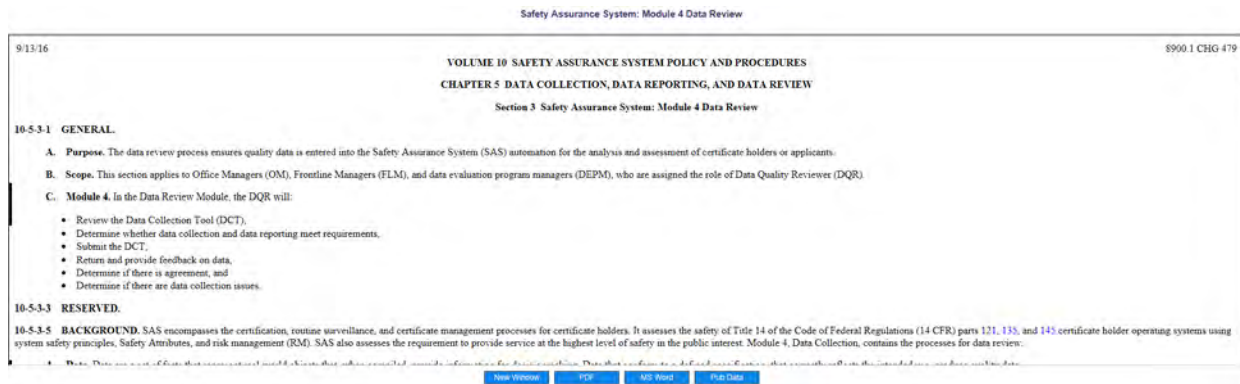 Safety Assurance System: Module 4 Data Review
9/13/16
8900.1 CHG 479
VOLUME 10 SAFETY ASSURANCE SYSTEM POLICY AND PROCEDURES
CHAPTER 5 DATA COLLECTION, DATA REPORTING, AND DATA REVIEW
Section 3 Safety Assurance System: Module 4 Data Review
10-5-3-1 GENERAL.
A. Purpose. The data review process ensures quality data is entered into the Safety Assurance System (SAS) automation for the analysis and assessment of certificate holders or applicants.
B. Scope. This section applies to Office Managers (OM), Frontline Managers (FLM), and data evaluation program managers (DEPM), who are assigned the role of Data Quality Reviewer (DQR).
C. Module 4. In the Data Review Module, the DQR will:
• Review the Data Collection Tool (DCT),
• Determine whether data collection and data reporting meet requirements,
• Submit the DCT,
• Return and provide feedback on data,
• Determine if there is agreement, and
• Determine if there are data collection issues.
10-5-3-3 RESERVED.
10-5-3-5 BACKGROUND. SAS encompasses the certification, routine surveillance, and certificate management processes for certificate holders. It assesses the safety of Title 14 of the Code of Federal Regulations (14 CFR) parts 121, 135, and 145 certificate holder operating systems using
system safety principles, Safety Attributes, and risk management (RM). SAS also assesses the requirement to provide service at the highest level of safety in the public interest. Module 4, Data Collection, contains the processes for data review.
New Window
PDF
MS Word
Pub Data